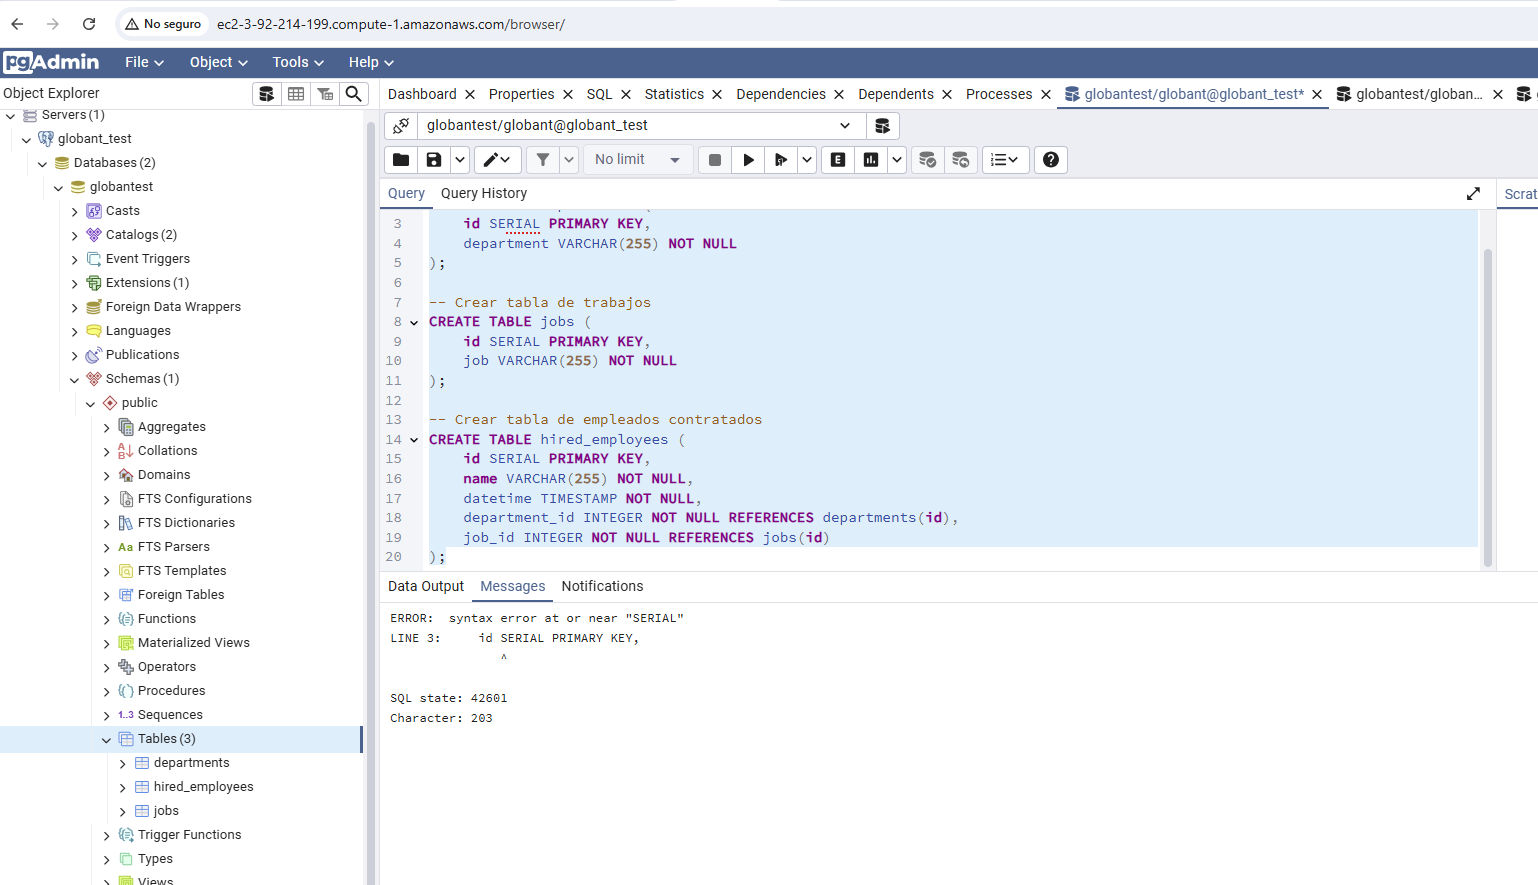 No seguro ec2-3-92-214-199.compute-1.amazonaws.com/browser/
pgAdmin File Object Tools Help
Object Explorer
Servers (1)
globant_test
Databases (2)
globantest
Casts
Catalogs (2)
Event Triggers
Extensions (1)
Foreign Data Wrappers
Languages
Publications
Schemas (1)
public
Aggregates
Collations
Domains
FTS Configurations
FTS Dictionaries
Aa FTS Parsers
FTS Templates
Foreign Tables
Functions
Materialized Views
Operators
Procedures
1..3 Sequences
Tables (3)
departments
hired_employees
jobs
Trigger Functions
Types
Views
Dashboard Properties SQL Statistics Dependencies Dependents Processes globantest/globant@globant_test* globantest/globan...
globantest/globant@globant_test
No limit E
Query Query History Scrat
3 id SERIAL PRIMARY KEY,
4 department VARCHAR(255) NOT NULL
5 );
6
7 -- Crear tabla de trabajos
8 CREATE TABLE jobs (
9 id SERIAL PRIMARY KEY,
10 job VARCHAR(255) NOT NULL
11 );
12
13 -- Crear tabla de empleados contratados
14 CREATE TABLE hired_employees (
15 id SERIAL PRIMARY KEY,
16 name VARCHAR(255) NOT NULL,
17 datetime TIMESTAMP NOT NULL,
18 department_id INTEGER NOT NULL REFERENCES departments(id),
19 job_id INTEGER NOT NULL REFERENCES jobs(id)
20 );
Data Output Messages Notifications
ERROR: syntax error at or near "SERIAL"
LINE 3: id SERIAL PRIMARY KEY,
^
SQL state: 42601
Character: 203